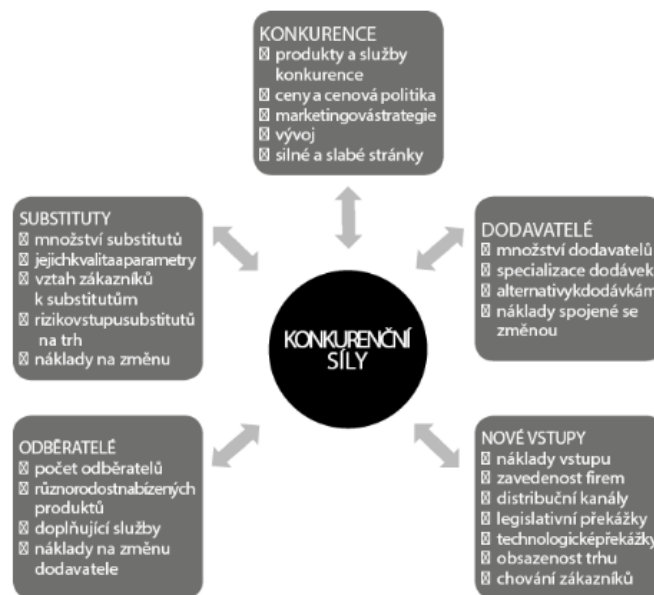 KONKURENCE
produkty a služby
konkurence
ceny a cenová politika
marketingovástrategie
vývoj
silné a slabé stránky
SUBSTITUTY
množství substitutů
jejichkvalitaaparametry
vztah zákazníků
k substitutům
rizikovstupusubstitutů
na trh
náklady na změnu
DODAVATELÉ
množství dodavatelů
specializace dodávek
alternativykdodávkám
náklady spojené se
změnou
KONKURENČNÍ
SÍLY
ODBĚRATELÉ
počet odběratelů
různorodostnabízených
produktů
doplňující služby
náklady na změnu
dodavatele
NOVÉ VSTUPY
náklady vstupu
zavedenost firem
distribuční kanály
legislativní překážky
technologicképřekážky
obsazenost trhu
chování zákazníků